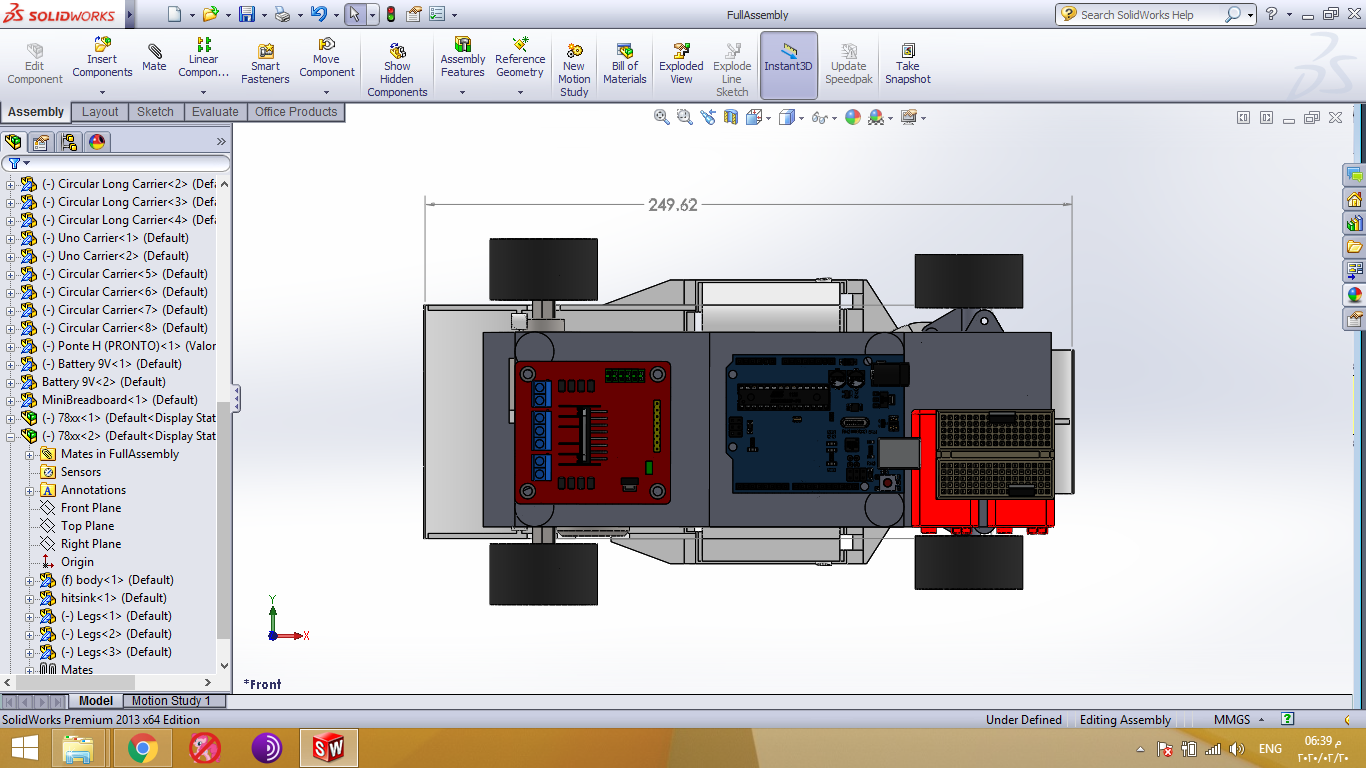 SOLIDWORKS
FullAssembly
Search SolidWorks Help
Edit Component
Insert Components
Mate
Linear Compon...
Smart Fasteners
Move Component
Show Hidden Components
Assembly Features
Reference Geometry
New Motion Study
Bill of Materials
Exploded View
Explode Line Sketch
Instant3D
Update Speedpak
Take Snapshot
Assembly
Layout
Sketch
Evaluate
Office Products
(-) Circular Long Carrier<2> (Defa
(-) Circular Long Carrier<3> (Defa
(-) Circular Long Carrier<4> (Defa
(-) Uno Carrier<1> (Default)
(-) Uno Carrier<2> (Default)
(-) Circular Carrier<5> (Default)
(-) Circular Carrier<6> (Default)
(-) Circular Carrier<7> (Default)
(-) Circular Carrier<8> (Default)
(-) Ponte H (PRONTO)<1> (Valor
(-) Battery 9V<1> (Default)
Battery 9V<2> (Default)
MiniBreadboard<1> (Default)
(-) 78xx<1> (Default<Display Stat
(-) 78xx<2> (Default<Display Stat
Mates in FullAssembly
Sensors
Annotations
Front Plane
Top Plane
Right Plane
Origin
(f) body<1> (Default)
hitsink<1> (Default)
(-) Legs<1> (Default)
(-) Legs<2> (Default)
(-) Legs<3> (Default)
Mates
249.62
Y
X
*Front
Model
Motion Study 1
SolidWorks Premium 2013 x64 Edition
Under Defined
Editing Assembly
MMGS
SW
ENG
06:39 م
٢٠٢٠/٠٢/٢٠